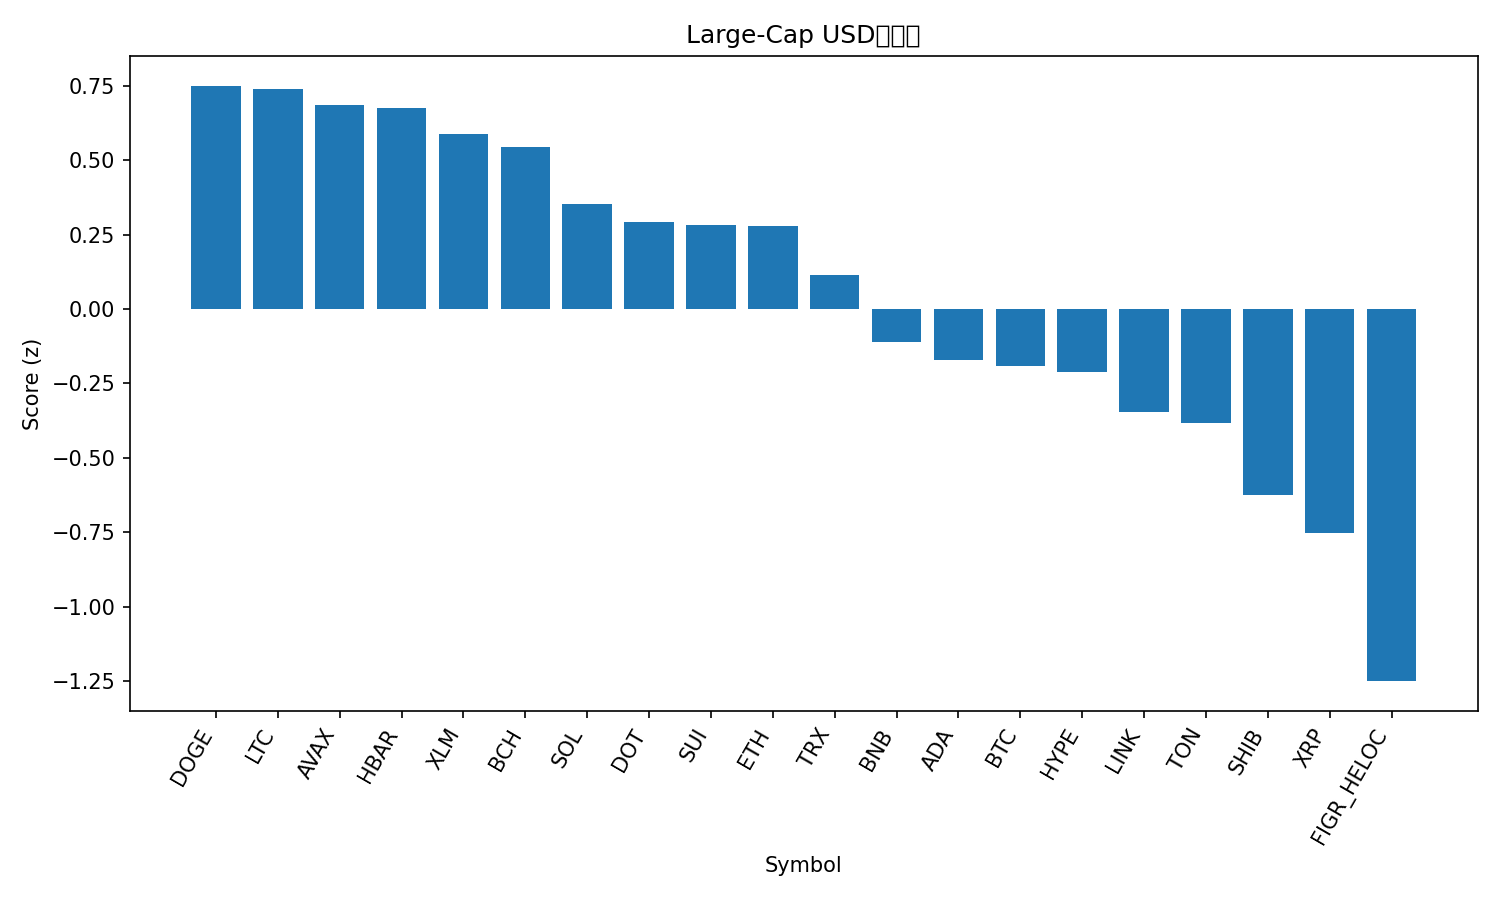 Large-Cap USD
0.75
0.50
0.25
0.00
−0.25
−0.50
−0.75
−1.00
−1.25
Score (z)
DOGE
LTC
AVAX
HBAR
XLM
BCH
SOL
DOT
SUI
ETH
TRX
BNB
ADA
BTC
HYPE
LINK
TON
SHIB
XRP
FIGR_HELOC
Symbol